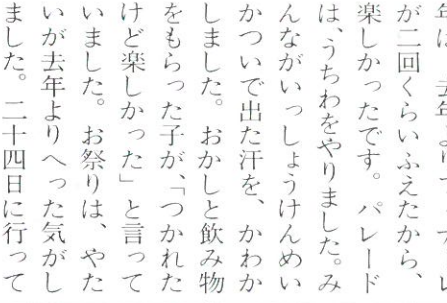 年は、去年より
が二回くらいふえたから、
楽しかったです。パレード
は、うちわをやりました。み
んながいっしょうけんめい
かついで出た汗を、かわか
しました。おかしと飲み物
をもらった子が、「つかれた
けど楽しかった」と言って
いました。お祭りは、やた
いが去年よりへった気がし
ました。二十四日に行って